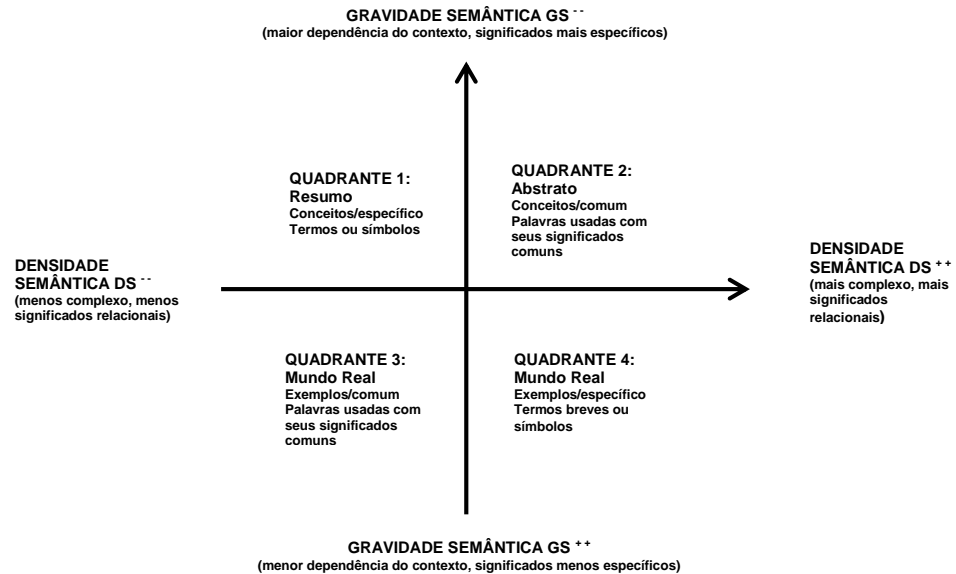 GRAVIDADE SEMÂNTICA GS - -
(maior dependência do contexto, significados mais específicos)
QUADRANTE 1:
Resumo
Conceitos/específico
Termos ou símbolos
QUADRANTE 2:
Abstrato
Conceitos/comum
Palavras usadas com
seus significados
comuns
DENSIDADE
SEMÂNTICA DS - -
(menos complexo, menos
significados relacionais)
DENSIDADE
SEMÂNTICA DS + +
(mais complexo, mais
significados
relacionais)
QUADRANTE 3:
Mundo Real
Exemplos/comum
Palavras usadas com
seus significados
comuns
QUADRANTE 4:
Mundo Real
Exemplos/específico
Termos breves ou
símbolos
GRAVIDADE SEMÂNTICA GS + +
(menor dependência do contexto, significados menos específicos)